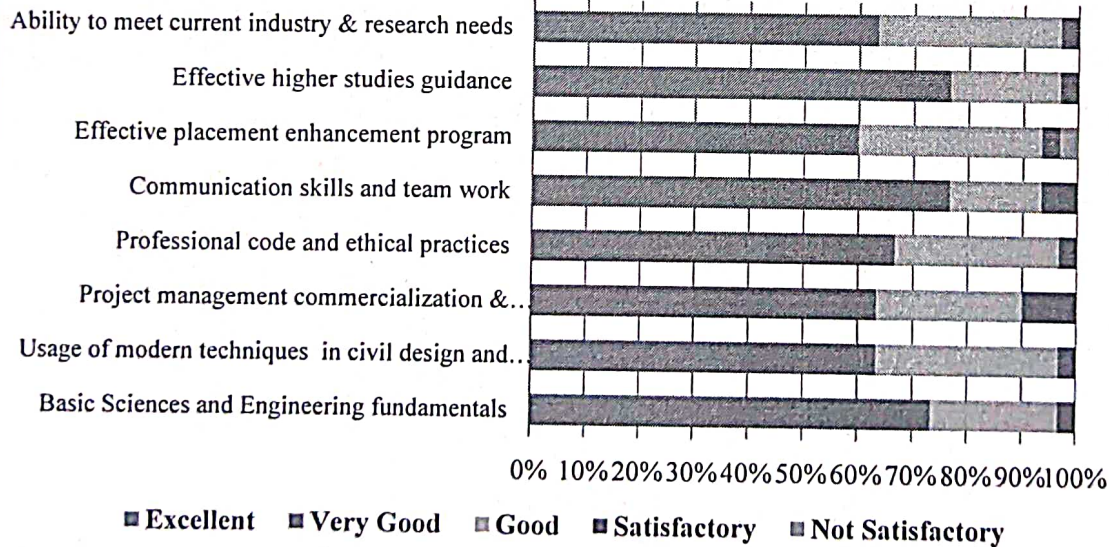 Ability to meet current industry & research needs
Effective higher studies guidance
Effective placement enhancement program
Communication skills and team work
Professional code and ethical practices
Project management commercialization &…
Usage of modern techniques in civil design and…
Basic Sciences and Engineering fundamentals
0% 10% 20% 30% 40% 50% 60% 70% 80% 90% 100%
Excellent Very Good Good Satisfactory Not Satisfactory